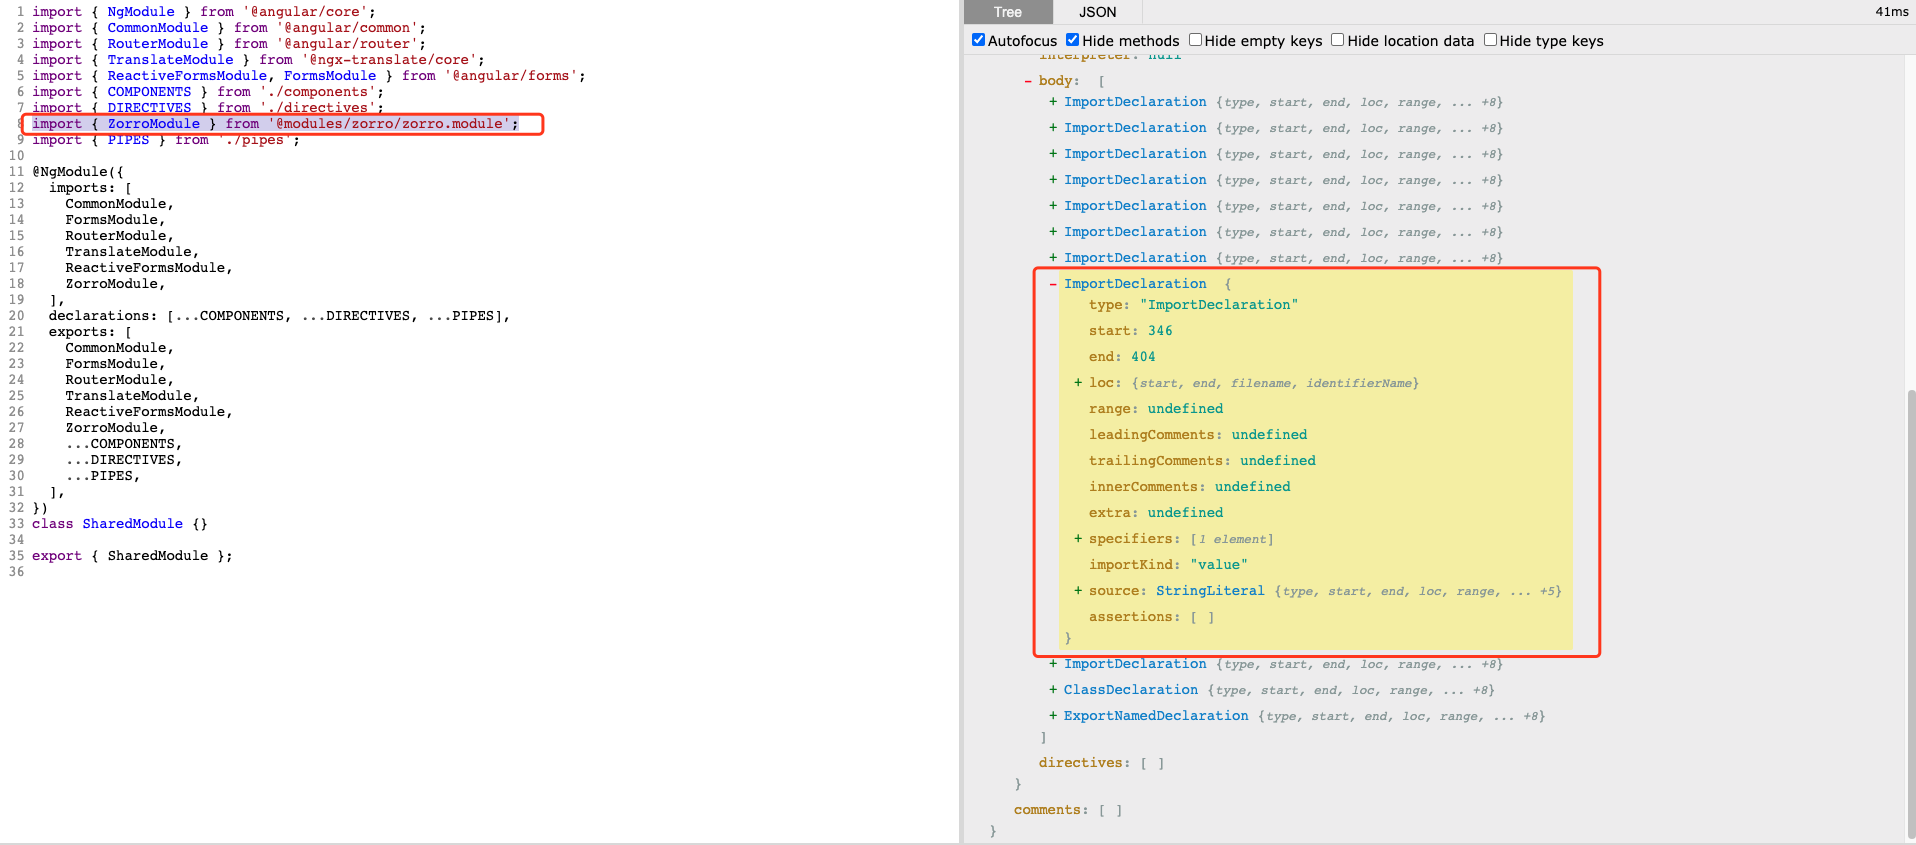 1 import { NgModule } from '@angular/core';
2 import { CommonModule } from '@angular/common';
3 import { RouterModule } from '@angular/router';
4 import { TranslateModule } from '@ngx-translate/core';
5 import { ReactiveFormsModule, FormsModule } from '@angular/forms';
6 import { COMPONENTS } from './components';
7 import { DIRECTIVES } from './directives';
8 import { ZorroModule } from '@modules/zorro/zorro.module';
9 import { PIPES } from './pipes';
10
11 @NgModule({
12   imports: [
13     CommonModule,
14     FormsModule,
15     RouterModule,
16     TranslateModule,
17     ReactiveFormsModule,
18     ZorroModule,
19   ],
20   declarations: [...COMPONENTS, ...DIRECTIVES, ...PIPES],
21   exports: [
22     CommonModule,
23     FormsModule,
24     RouterModule,
25     TranslateModule,
26     ReactiveFormsModule,
27     ZorroModule,
28     ...COMPONENTS,
29     ...DIRECTIVES,
30     ...PIPES,
31   ],
32 })
33 class SharedModule {}
34
35 export { SharedModule };
36
Tree JSON 41ms
Autofocus Hide methods Hide empty keys Hide location data Hide type keys
interpreter: null
- body: [
+ ImportDeclaration {type, start, end, loc, range, ... +8}
+ ImportDeclaration {type, start, end, loc, range, ... +8}
+ ImportDeclaration {type, start, end, loc, range, ... +8}
+ ImportDeclaration {type, start, end, loc, range, ... +8}
+ ImportDeclaration {type, start, end, loc, range, ... +8}
+ ImportDeclaration {type, start, end, loc, range, ... +8}
+ ImportDeclaration {type, start, end, loc, range, ... +8}
- ImportDeclaration {
type: "ImportDeclaration"
start: 346
end: 404
+ loc: {start, end, filename, identifierName}
range: undefined
leadingComments: undefined
trailingComments: undefined
innerComments: undefined
extra: undefined
+ specifiers: [1 element]
importKind: "value"
+ source: StringLiteral {type, start, end, loc, range, ... +5}
assertions: [ ]
}
+ ImportDeclaration {type, start, end, loc, range, ... +8}
+ ClassDeclaration {type, start, end, loc, range, ... +8}
+ ExportNamedDeclaration {type, start, end, loc, range, ... +8}
]
directives: [ ]
}
comments: [ ]
}